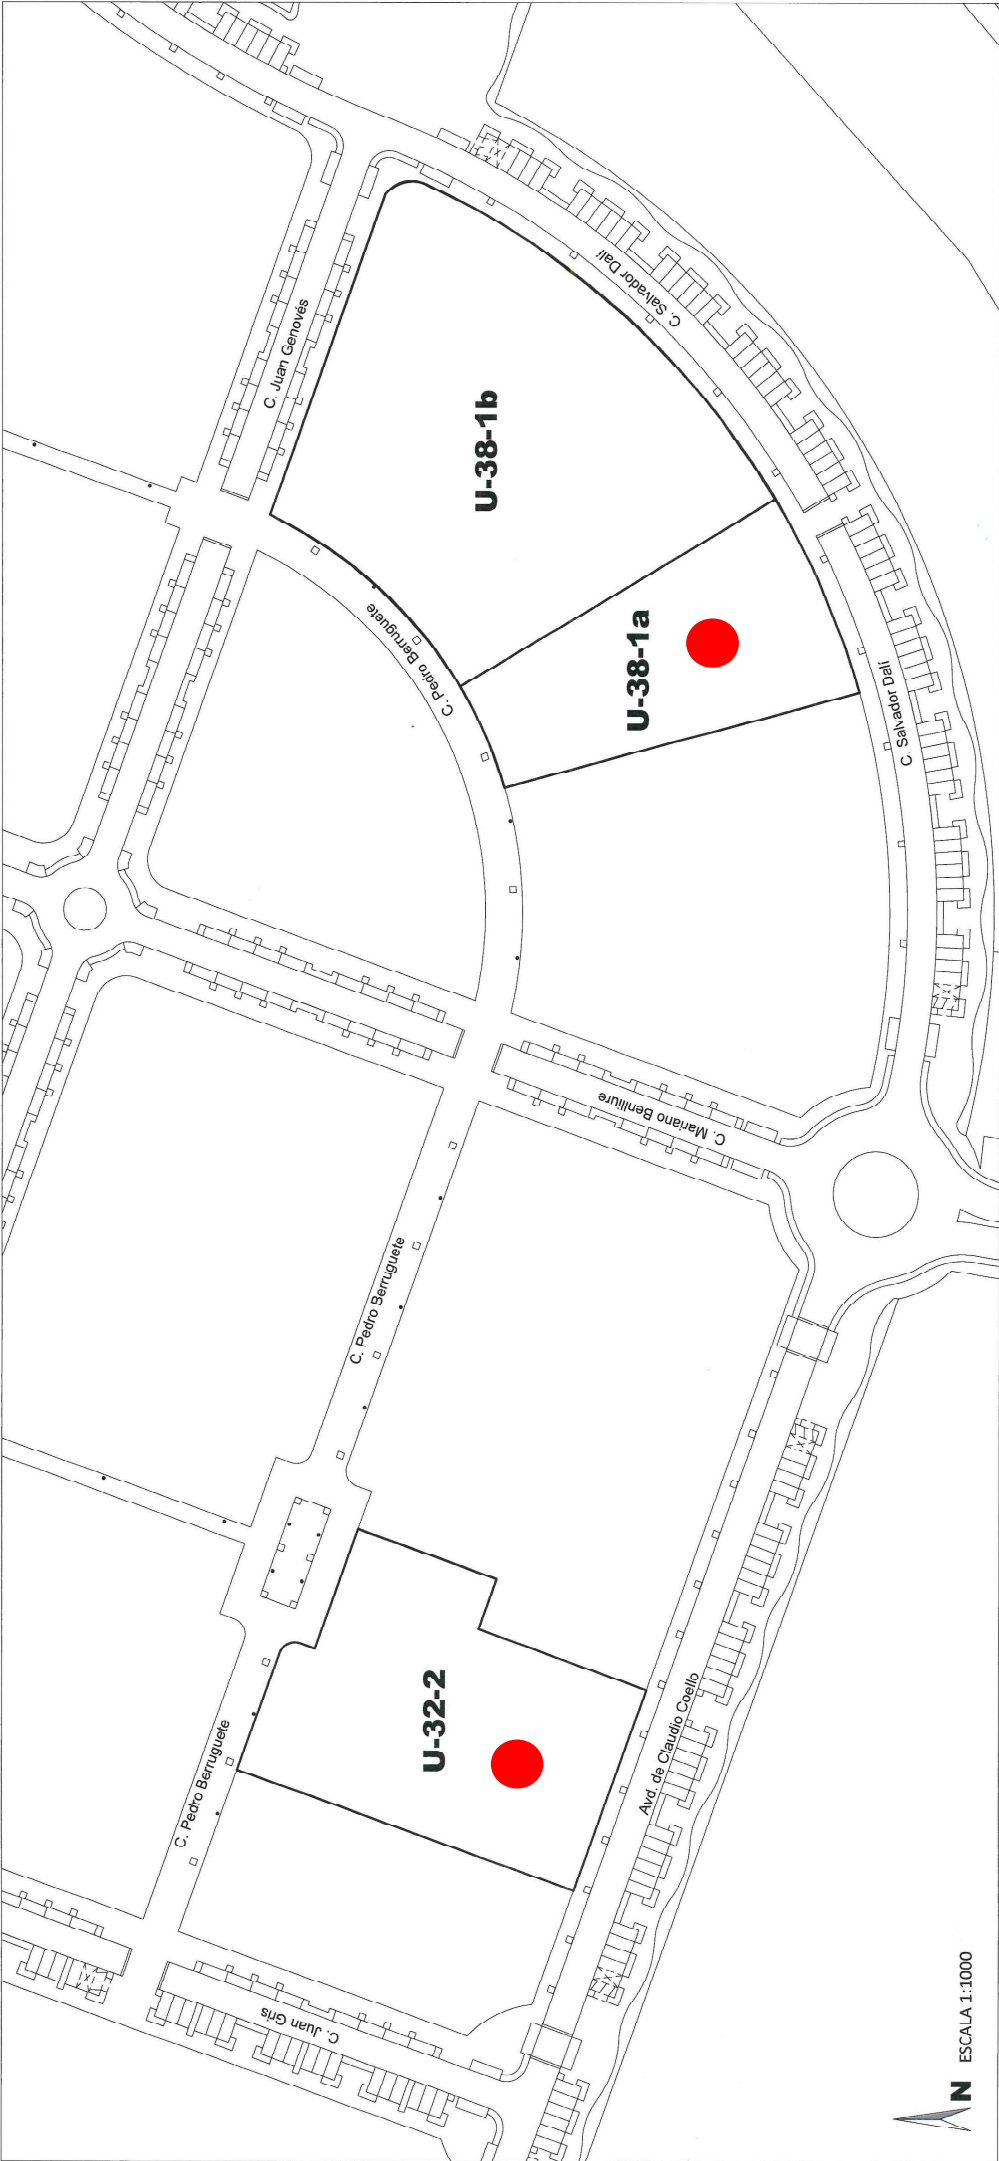 C. Juan Genovés
C. Salvador Dalí
U-38-1b
C. Pedro Berruguete
U-38-1a
C. Salvador Dalí
C. Mariano Benlliure
C. Pedro Berruguete
U-32-2
C. Pedro Berruguete
Avd. de Claudio Coello
C. Juan Gris
N ESCALA 1:1000